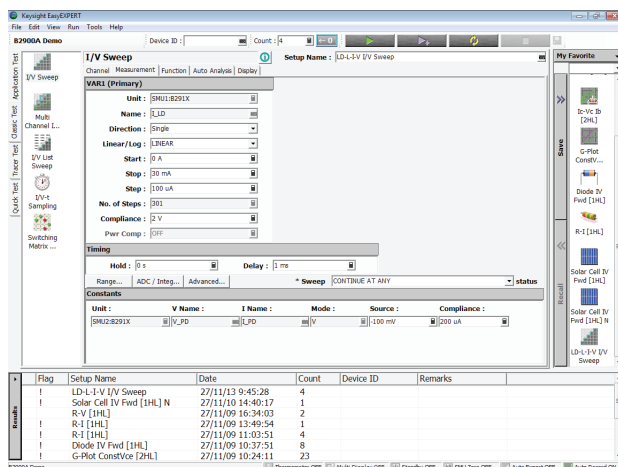 Keysight EasyEXPERT
File Edit View Run Tools Help
B2900A Demo Device ID : Count : 4
Application Test
Classic Test
Tracer Test
Quick Test
I/V Sweep
Multi
Channel I...
I/V List
Sweep
I/V-t
Sampling
Switching
Matrix ...
I/V Sweep Setup Name : LD-L-I-V I/V Sweep
Channel Measurement Function Auto Analysis Display
VAR1 (Primary)
Unit : SMU1:B291X
Name : I_LD
Direction : Single
Linear/Log : LINEAR
Start : 0 A
Stop : 30 mA
Step : 100 uA
No. of Steps : 301
Compliance : 2 V
Pwr Comp : OFF
Timing
Hold : 0 s Delay : 1 ms
Range... ADC / Integ... Advanced... * Sweep CONTINUE AT ANY status
Constants
Unit : V Name : I Name : Mode : Source : Compliance :
SMU2:B291X V_PD I_PD V -100 mV 200 uA
My Favorite
Save
Recall
Ic-Vc Ib
[2HL]
G-Plot
ConstV...
Diode IV
Fwd [1HL]
R-I [1HL]
Solar Cell IV
Fwd [1HL]
Solar Cell IV
Fwd [1HL] N
LD-L-I-V I/V
Sweep
Results
Flag Setup Name Date Count Device ID Remarks
! LD-L-I-V I/V Sweep 27/11/13 9:45:28 4
! Solar Cell IV Fwd [1HL] N 27/11/10 14:40:17 1
R-V [1HL] 27/11/09 16:34:03 2
! R-I [1HL] 27/11/09 13:49:54 1
! R-I [1HL] 27/11/09 11:03:51 4
! Diode IV Fwd [1HL] 27/11/09 10:37:51 8
! G-Plot ConstVce [2HL] 27/11/09 10:24:11 23